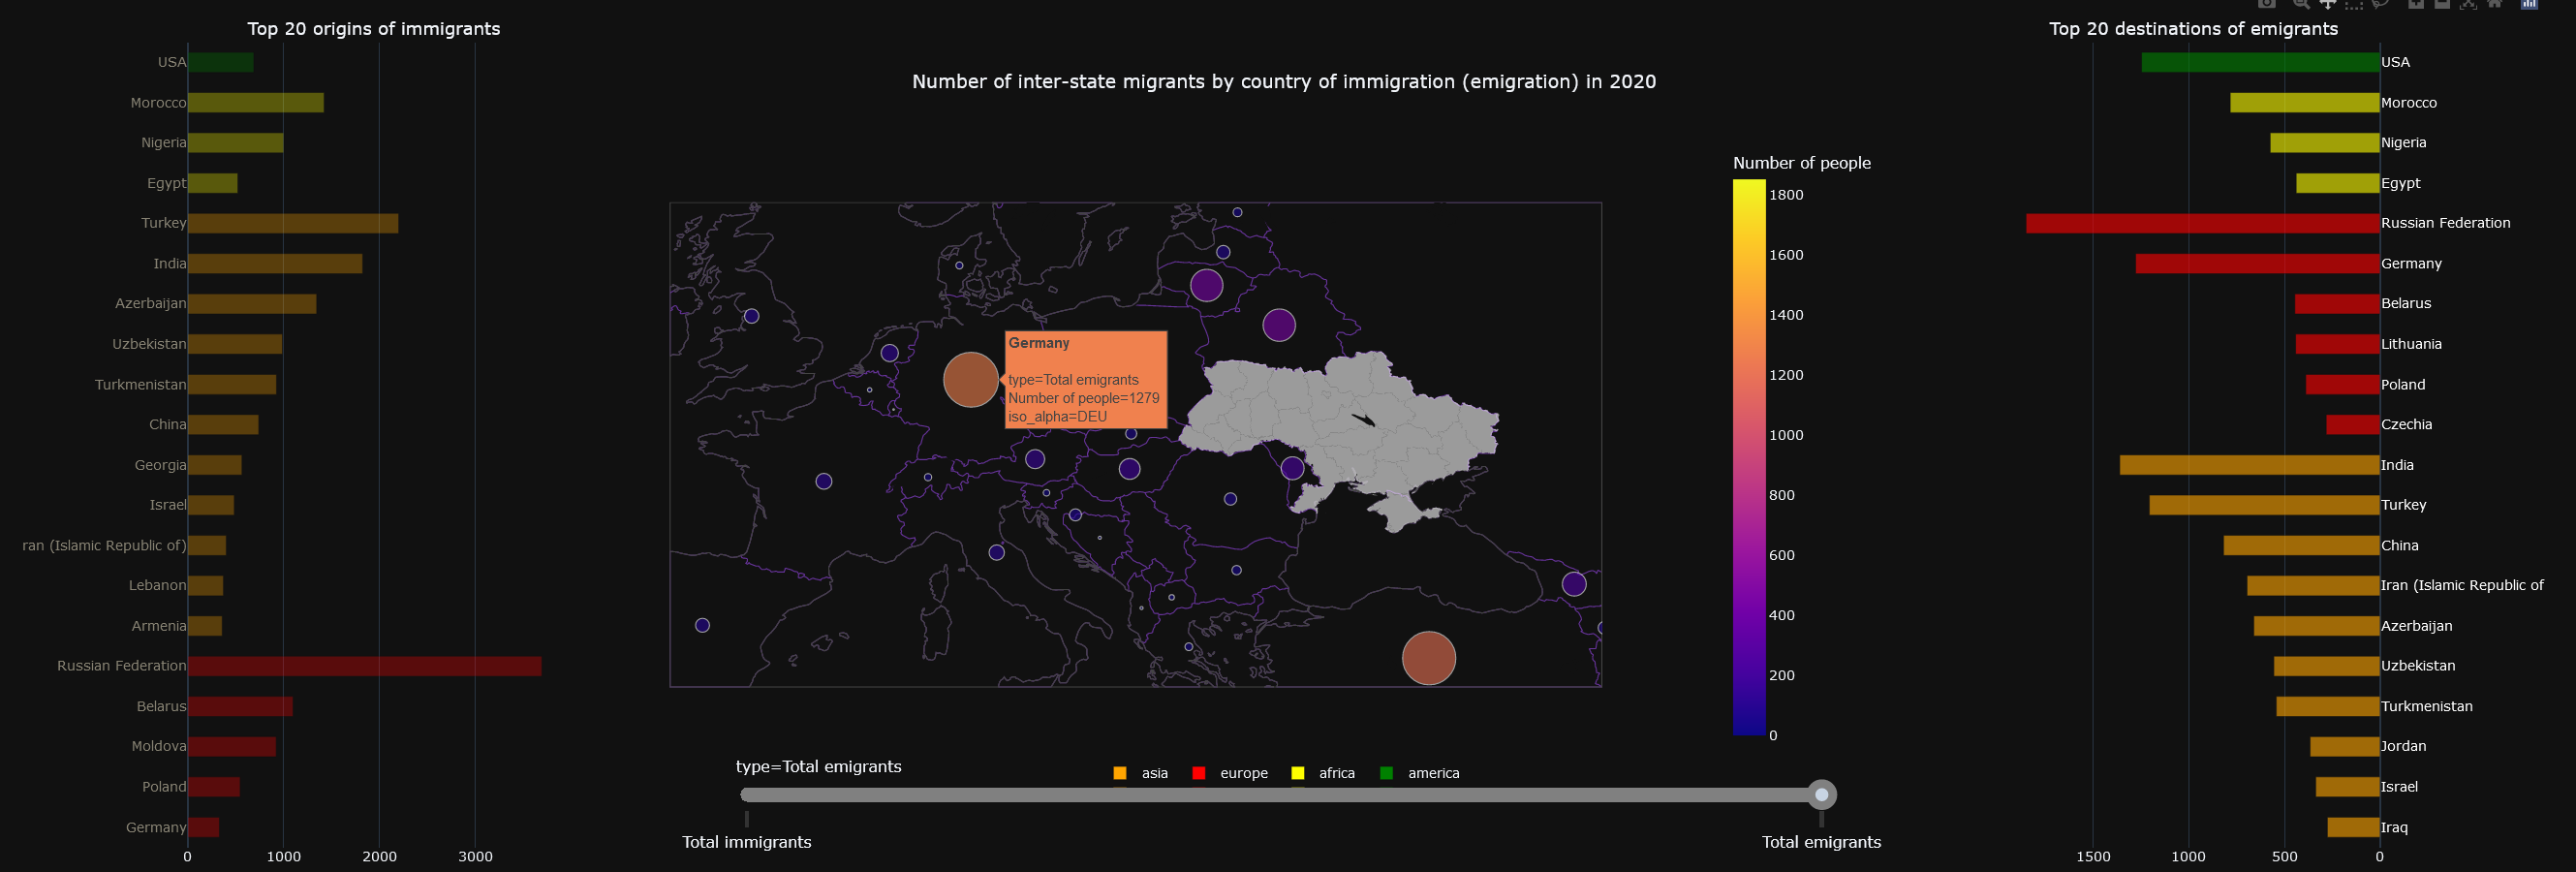 Top 20 origins of immigrants
USA
Morocco
Nigeria
Egypt
Turkey
India
Azerbaijan
Uzbekistan
Turkmenistan
China
Georgia
Israel
ran (Islamic Republic of)
Lebanon
Armenia
Russian Federation
Belarus
Moldova
Poland
Germany
0 1000 2000 3000
Number of inter-state migrants by country of immigration (emigration) in 2020
Germany
type=Total emigrants
Number of people=1279
iso_alpha=DEU
Number of people
1800
1600
1400
1200
1000
800
600
400
200
0
type=Total emigrants
asia europe africa america
Total immigrants Total emigrants
Top 20 destinations of emigrants
USA
Morocco
Nigeria
Egypt
Russian Federation
Germany
Belarus
Lithuania
Poland
Czechia
India
Turkey
China
Iran (Islamic Republic of
Azerbaijan
Uzbekistan
Turkmenistan
Jordan
Israel
Iraq
1500 1000 500 0